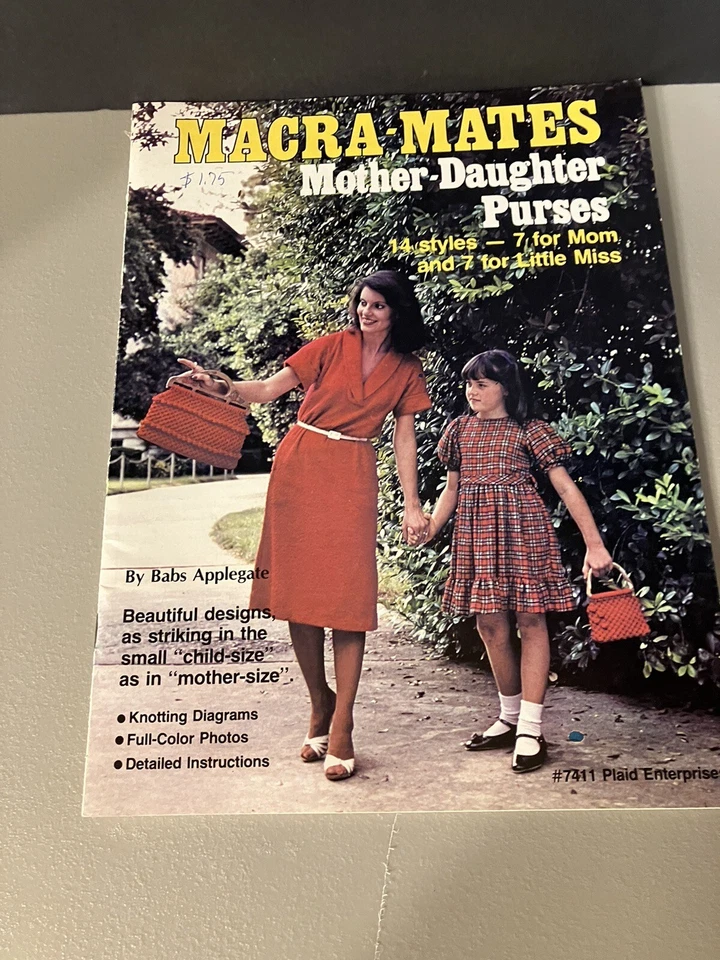 MACRA-MATES
$1.75
Mother-Daughter
Purses
14 styles — 7 for Mom
and 7 for Little Miss
By Babs Applegate
Beautiful designs,
as striking in the
small "child-size"
as in "mother-size".
● Knotting Diagrams
● Full-Color Photos
● Detailed Instructions
#7411 Plaid Enterprises